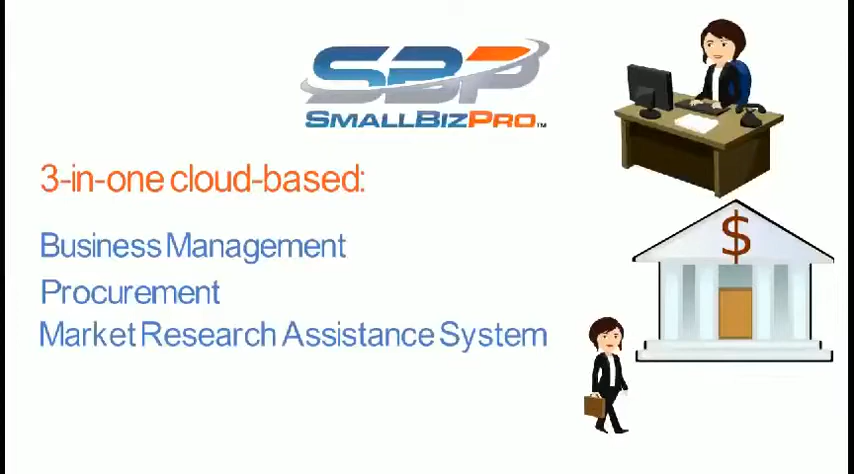 SBP
SMALLBIZPRO™
3-in-one cloud-based:
Business Management
Procurement
Market Research Assistance System
$